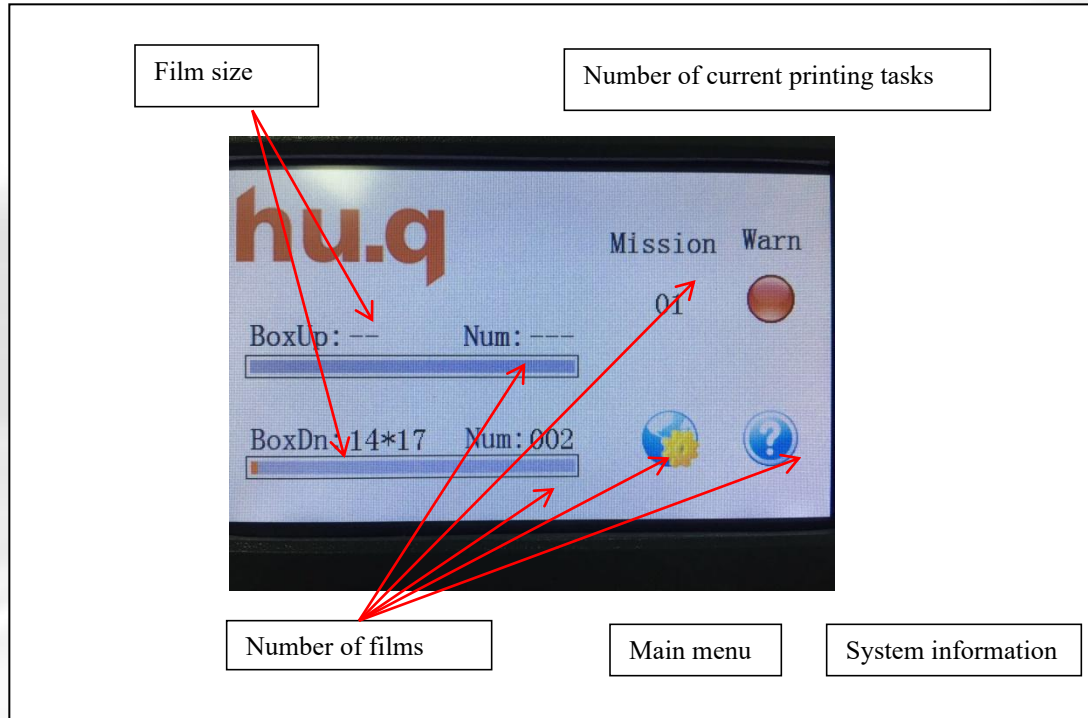 Film size
Number of current printing tasks
hu.q
Mission Warn
01
BoxUp:-- Num:---
BoxDn:14*17 Num:002
?
Number of films
Main menu
System information